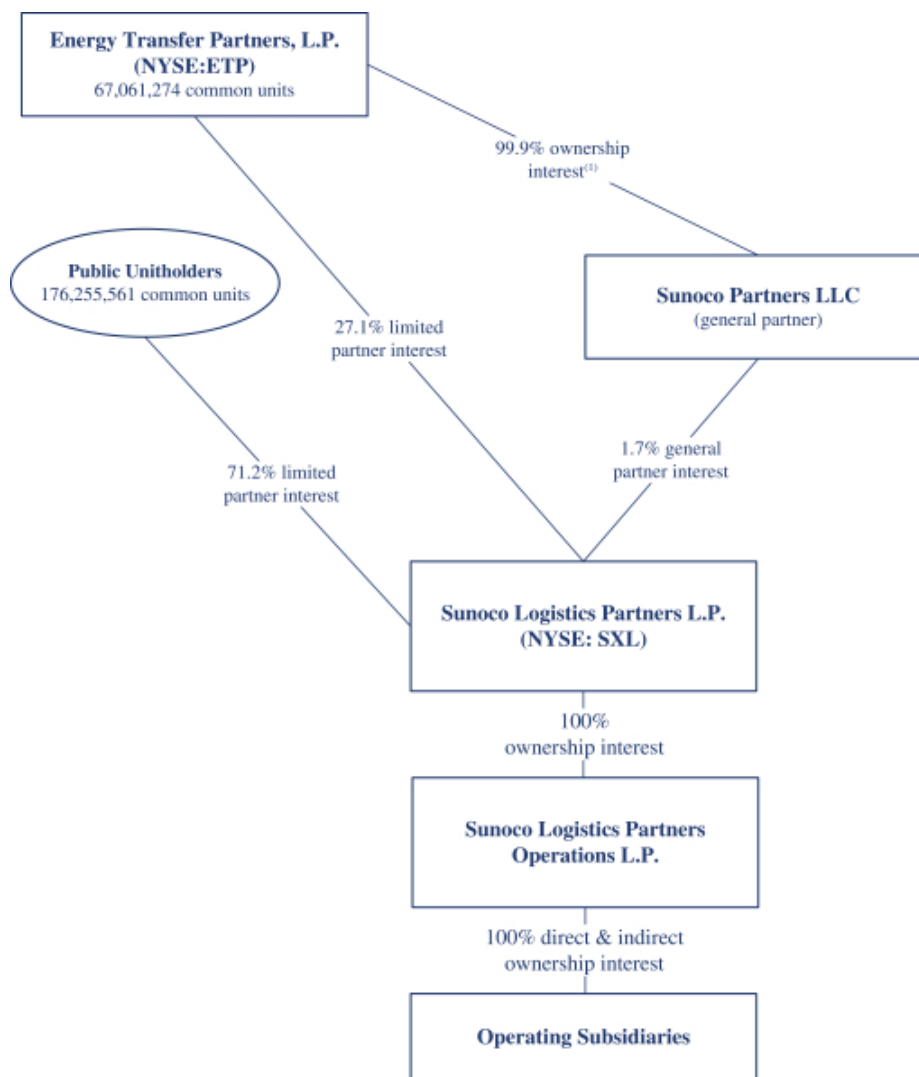 Energy Transfer Partners, L.P.
(NYSE:ETP)
67,061,274 common units
99.9% ownership
interest(1)
Public Unitholders
176,255,561 common units
Sunoco Partners LLC
(general partner)
27.1% limited
partner interest
1.7% general
partner interest
71.2% limited
partner interest
Sunoco Logistics Partners L.P.
(NYSE: SXL)
100%
ownership interest
Sunoco Logistics Partners
Operations L.P.
100% direct & indirect
ownership interest
Operating Subsidiaries